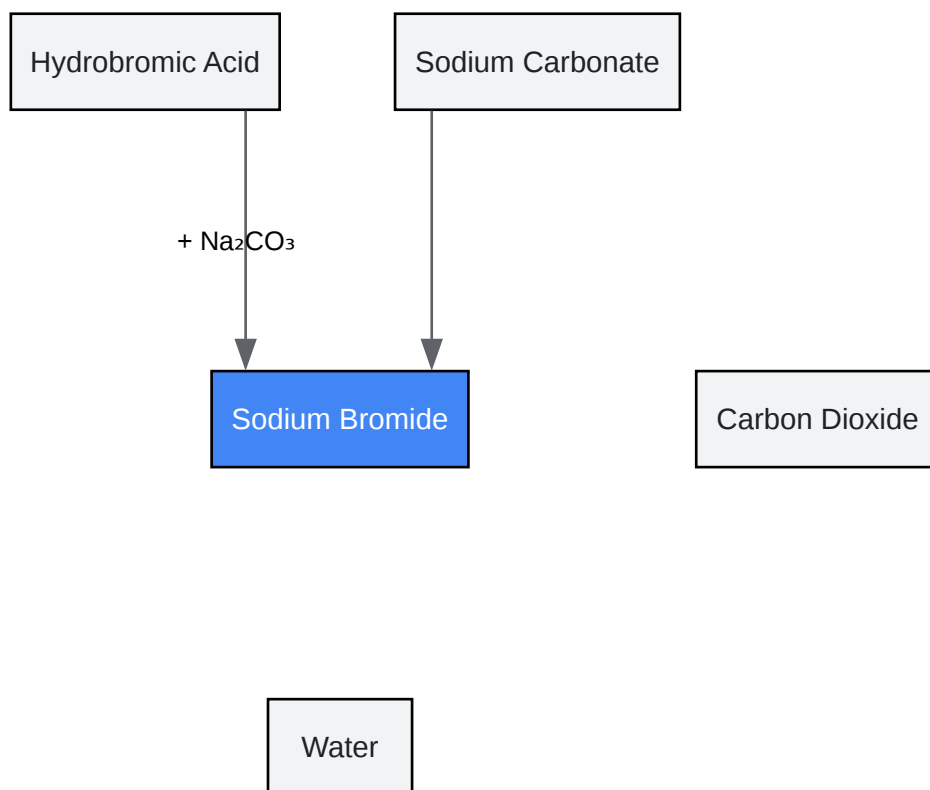 Hydrobromic Acid
Sodium Carbonate
+ Na₂CO₃
Sodium Bromide
Carbon Dioxide
Water